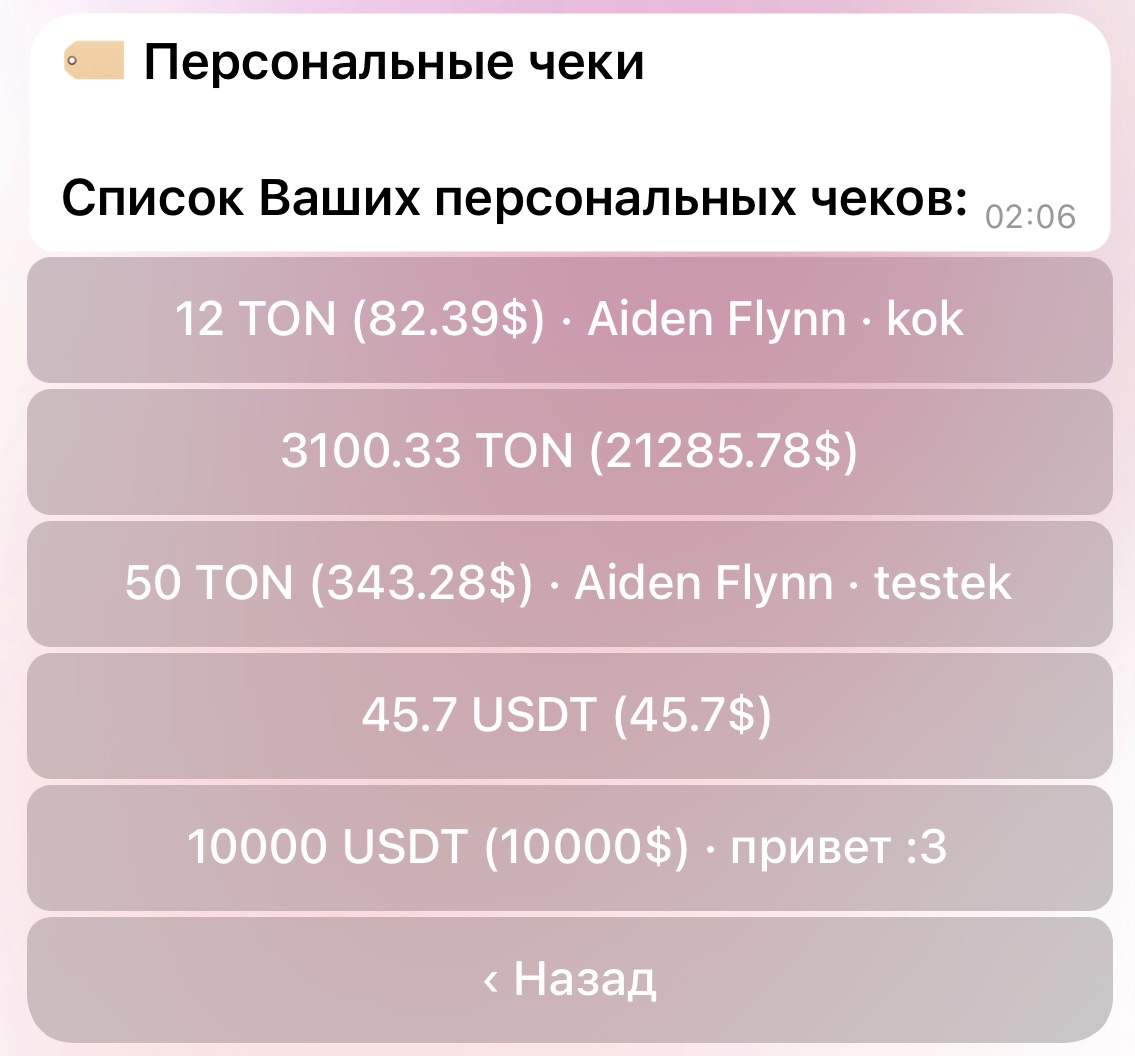 Персональные чеки
Список Ваших персональных чеков:
02:06
12 TON (82.39$) · Aiden Flynn · kok
3100.33 TON (21285.78$)
50 TON (343.28$) · Aiden Flynn · testek
45.7 USDT (45.7$)
10000 USDT (10000$) · привет :3
‹ Назад